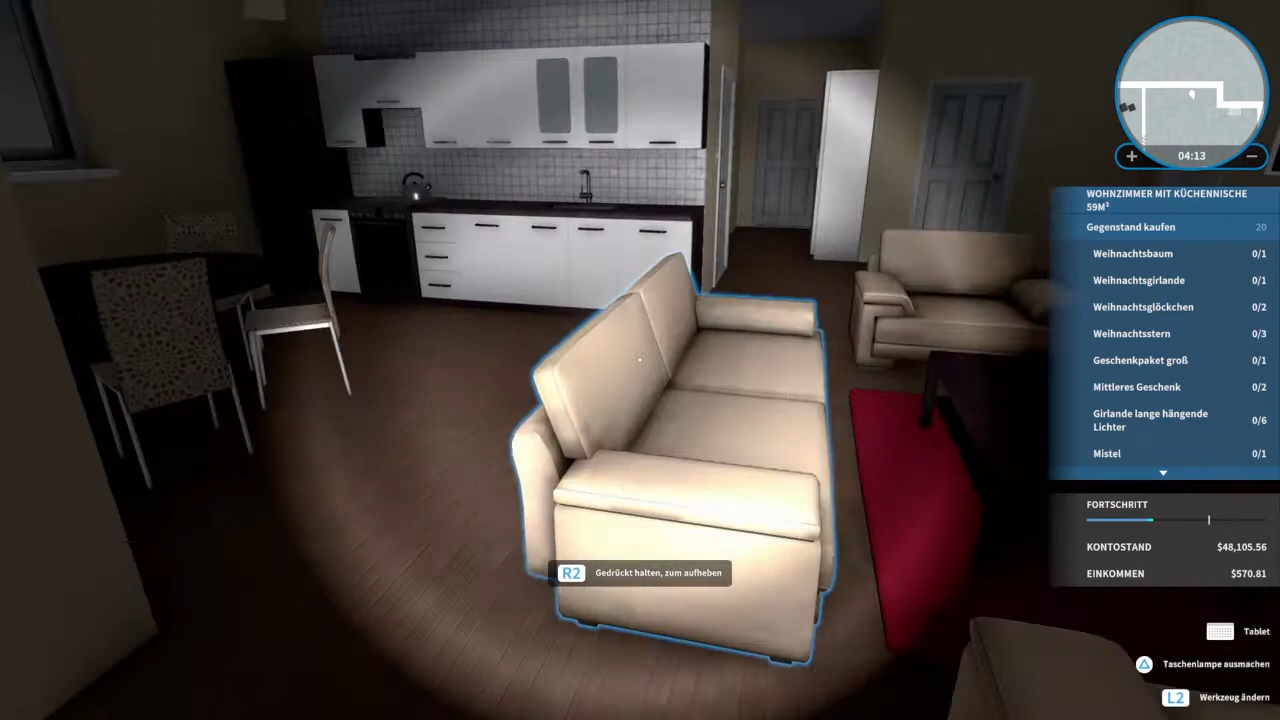 04:13
WOHNZIMMER MIT KÜCHENNISCHE
59M²
Gegenstand kaufen 20
Weihnachtsbaum 0/1
Weihnachtsgirlande 0/1
Weihnachtsglöckchen 0/2
Weihnachtsstern 0/3
Geschenkpaket groß 0/1
Mittleres Geschenk 0/2
Girlande lange hängende
Lichter 0/6
Mistel 0/1
FORTSCHRITT
KONTOSTAND $48,105.56
EINKOMMEN $570.81
R2 Gedrückt halten, zum aufheben
Tablet
Taschenlampe ausmachen
L2 Werkzeug ändern